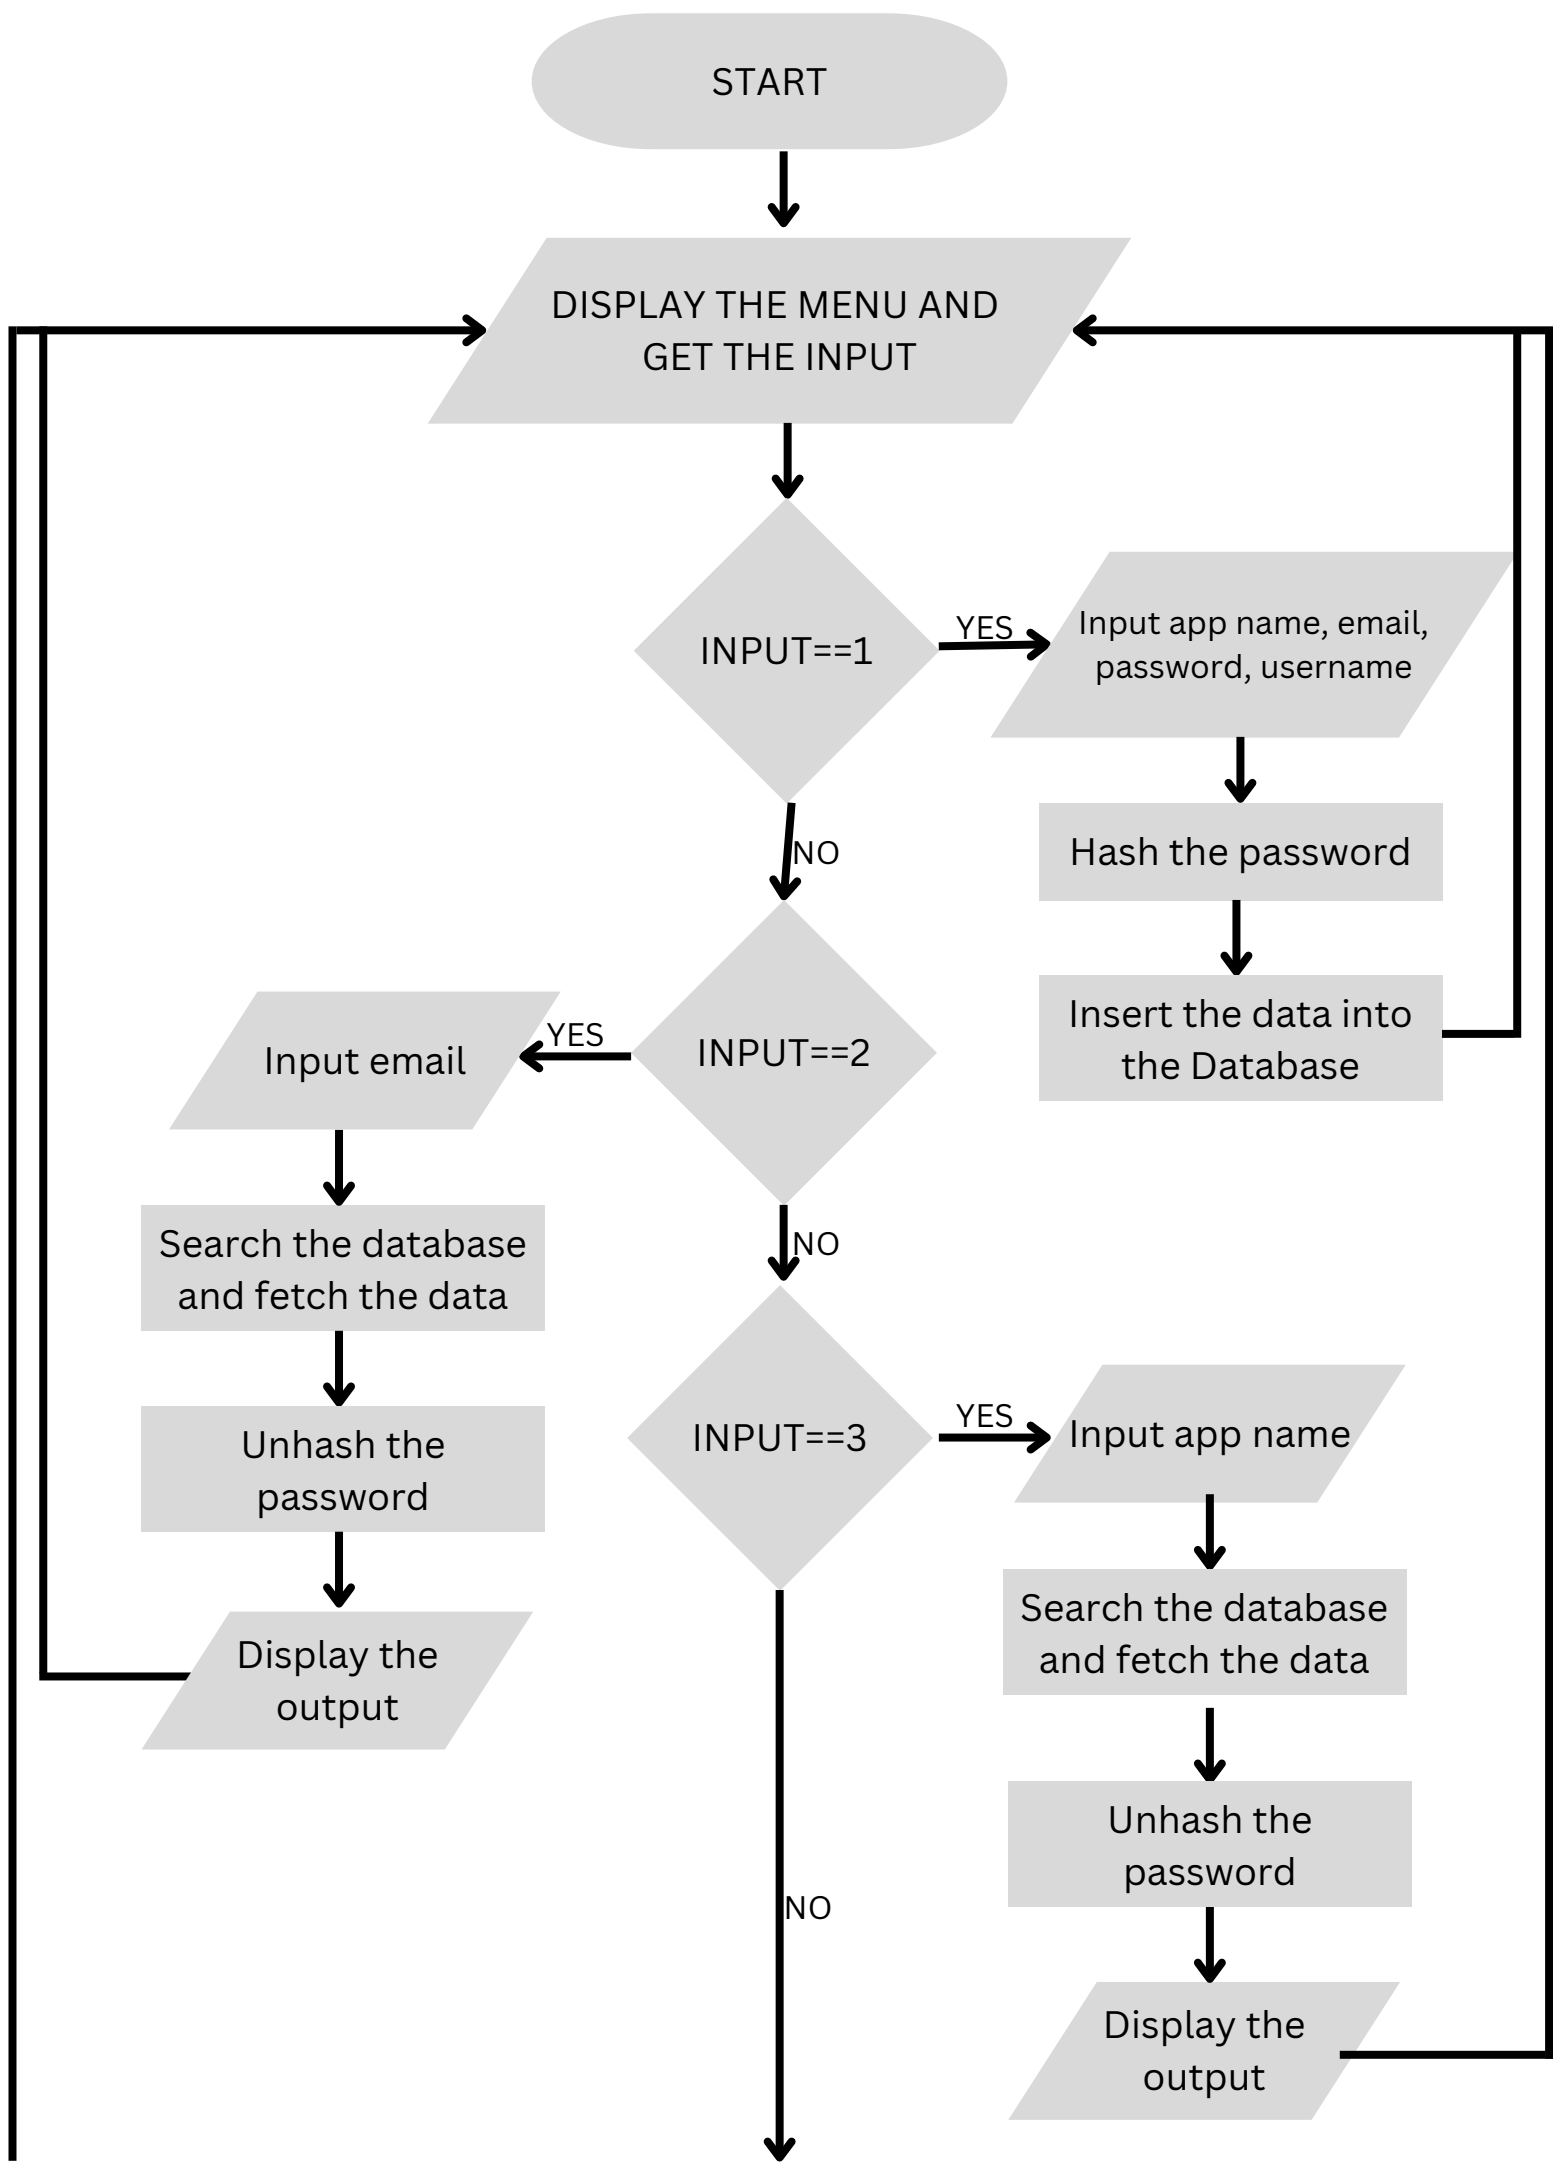 START
DISPLAY THE MENU AND
GET THE INPUT
INPUT==1
YES
Input app name, email,
password, username
NO
Hash the password
Insert the data into
the Database
INPUT==2
YES
Input email
NO
Search the database
and fetch the data
Unhash the
password
Display the
output
INPUT==3
YES
Input app name
Search the database
and fetch the data
Unhash the
password
NO
Display the
output